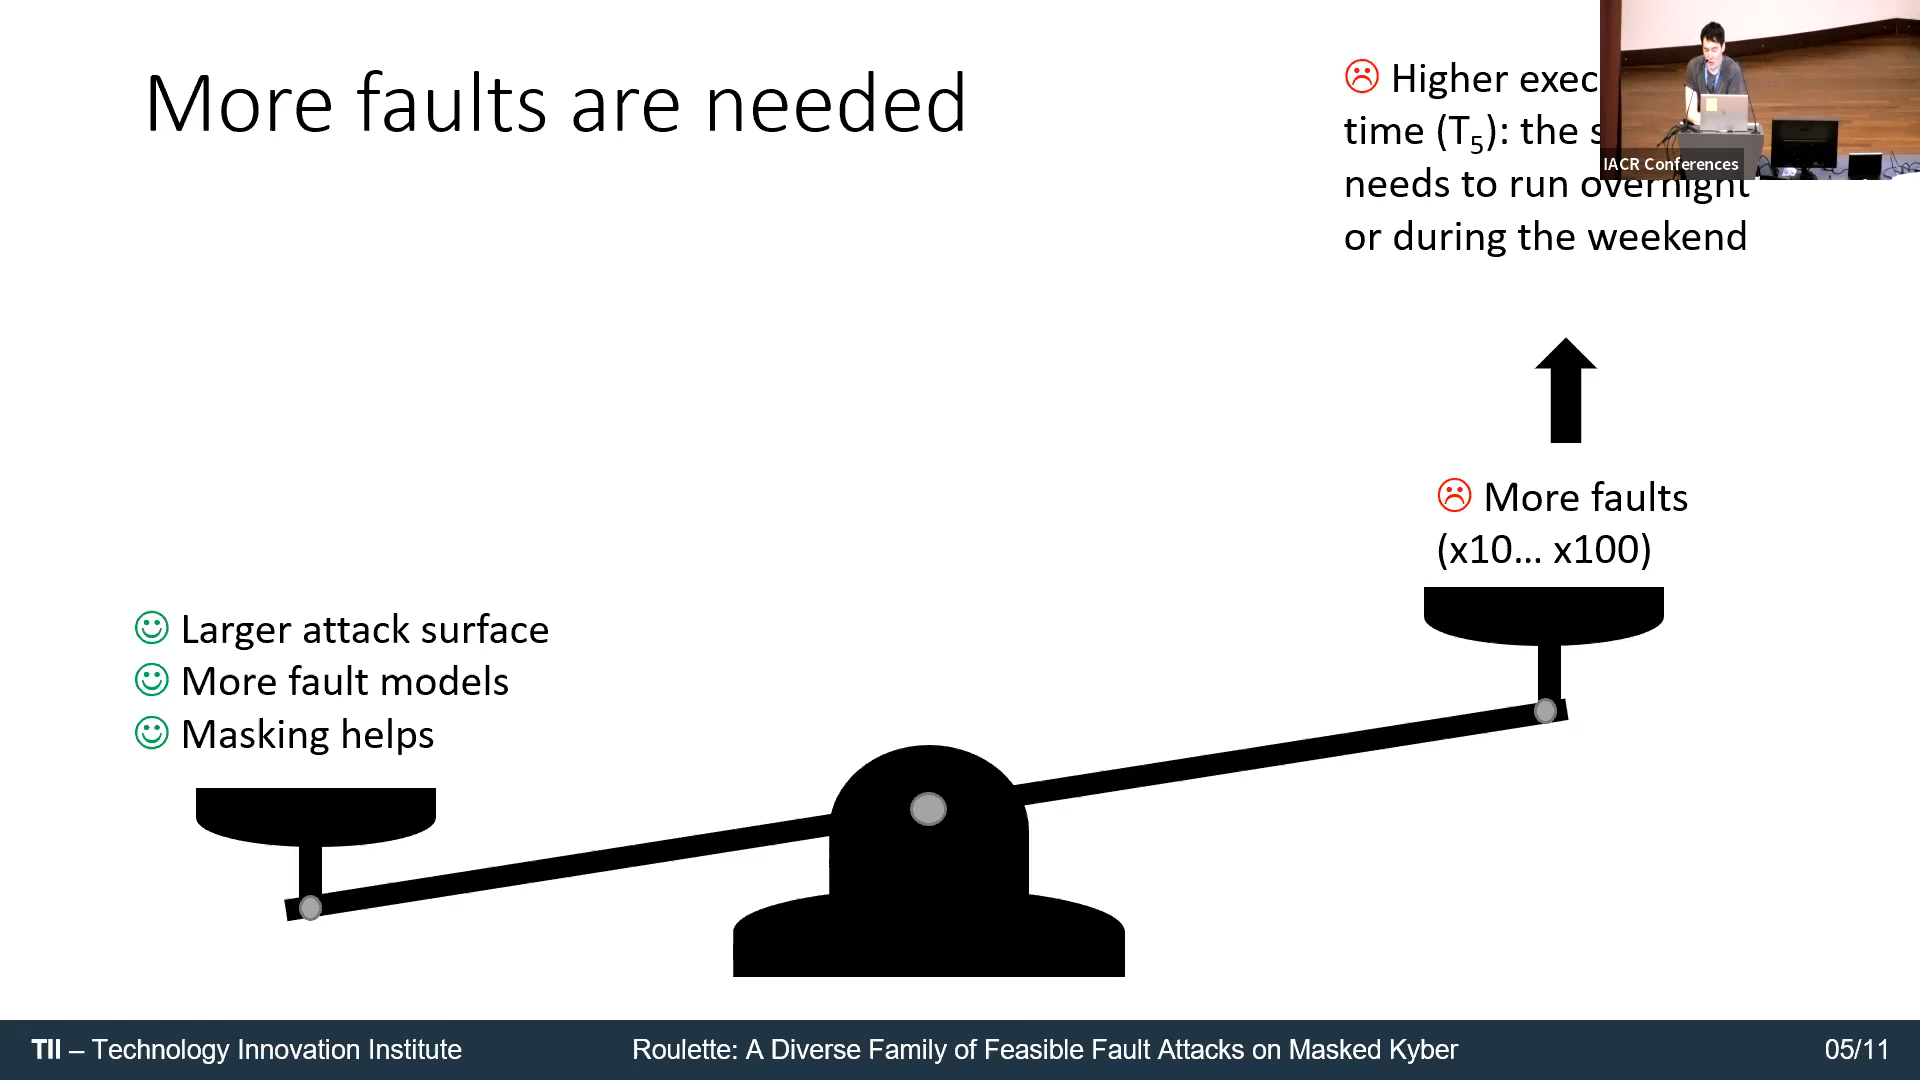 More faults are needed
Higher exec
time (T5): the s
needs to run overnight
or during the weekend
IACR Conferences
More faults
(x10... x100)
Larger attack surface
More fault models
Masking helps
TII – Technology Innovation Institute
Roulette: A Diverse Family of Feasible Fault Attacks on Masked Kyber
05/11